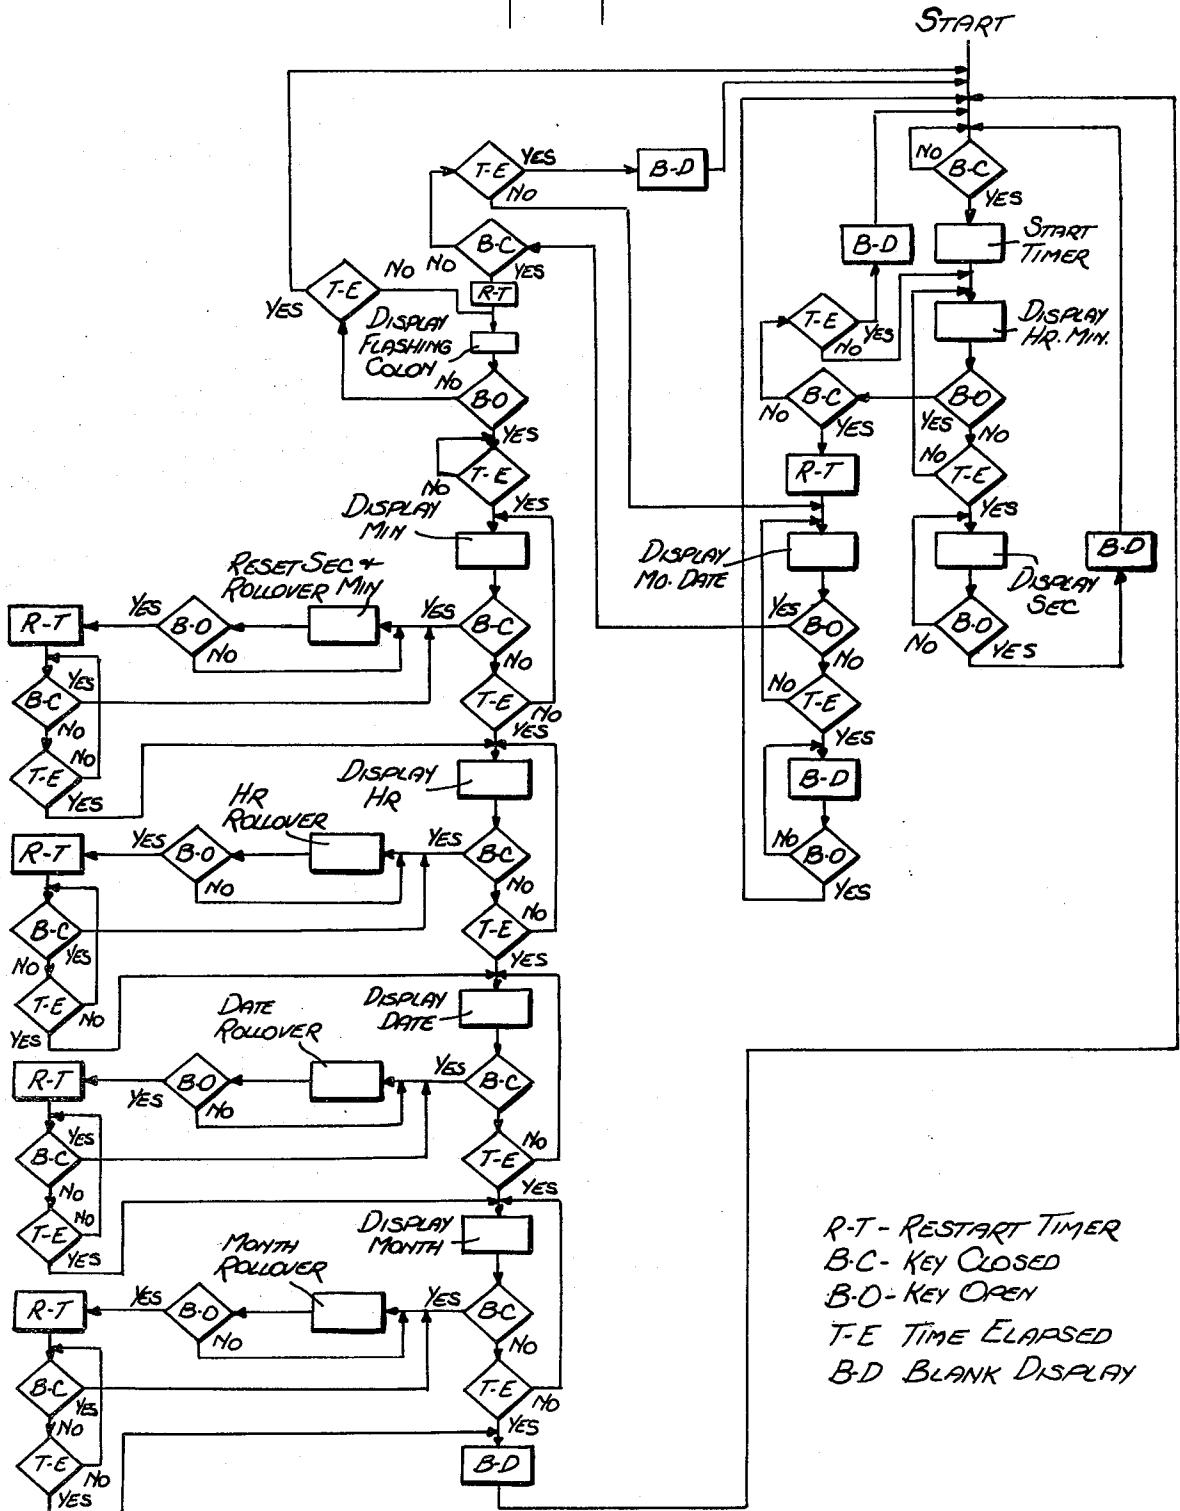 START
T-E
YES
NO
B-D
NO
B-C
YES
B-C
NO
YES
R-T
B-D
START
TIMER
T-E
YES
NO
DISPLAY
FLASHING
COLON
T-E
YES
NO
DISPLAY
HR. MIN.
B-O
NO
YES
B-C
NO
YES
B-O
YES
NO
T-E
NO
YES
R-T
T-E
NO
YES
DISPLAY
MIN
DISPLAY
MO. DATE
DISPLAY
SEC
B-D
RESET SEC &
ROLLOVER MIN
R-T
YES
B-O
NO
YES
B-C
NO
YES
B-O
NO
B-O
NO
YES
B-C
YES
NO
T-E
NO
YES
T-E
NO
YES
T-E
NO
YES
DISPLAY
HR
B-D
HR
ROLLOVER
R-T
YES
B-O
NO
YES
B-C
NO
NO
B-O
YES
B-C
YES
NO
T-E
NO
YES
T-E
NO
YES
DISPLAY
DATE
DATE
ROLLOVER
R-T
YES
B-O
NO
YES
B-C
NO
B-C
YES
NO
T-E
NO
YES
T-E
NO
YES
DISPLAY
MONTH
MONTH
ROLLOVER
R-T
YES
B-O
NO
YES
B-C
NO
B-C
YES
NO
T-E
NO
YES
T-E
NO
YES
B-D
R-T - RESTART TIMER
B-C - KEY CLOSED
B-O - KEY OPEN
T-E TIME ELAPSED
B-D BLANK DISPLAY